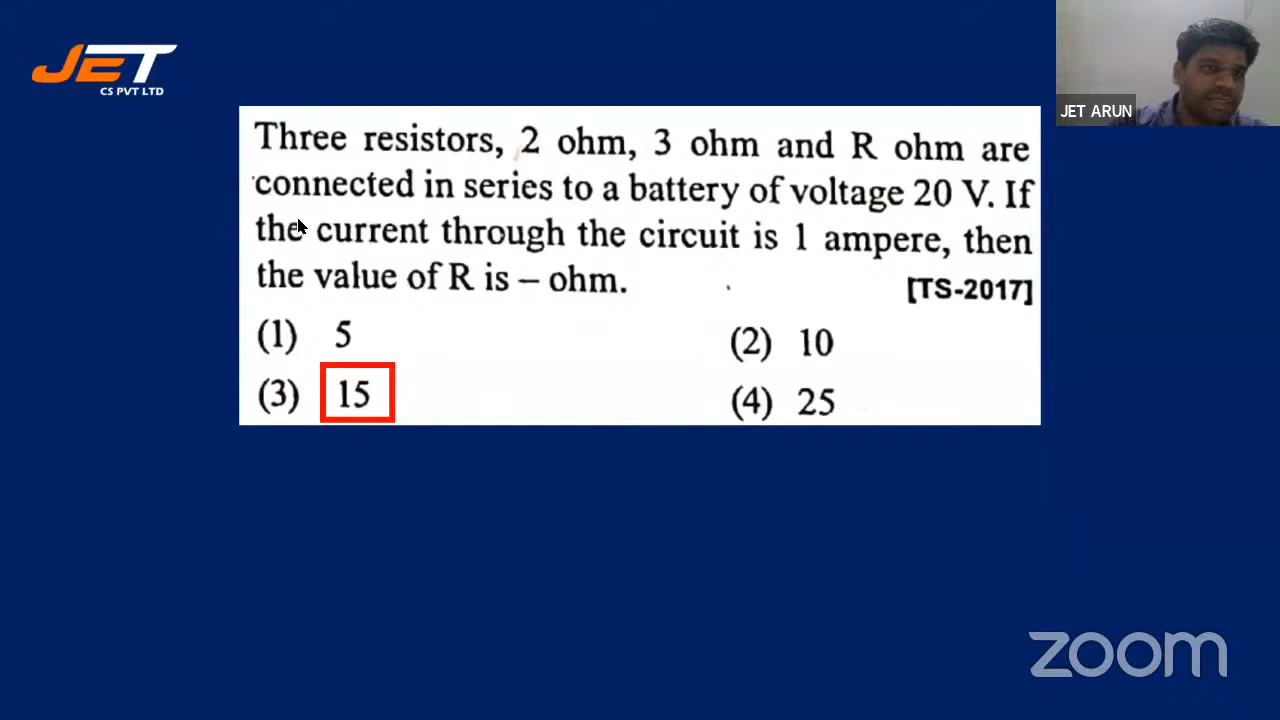 JET
CS PVT LTD
JET ARUN
Three resistors, 2 ohm, 3 ohm and R ohm are
connected in series to a battery of voltage 20 V. If
the current through the circuit is 1 ampere, then
the value of R is – ohm.
[TS-2017]
(1) 5
(2) 10
(3) 15
(4) 25
zoom